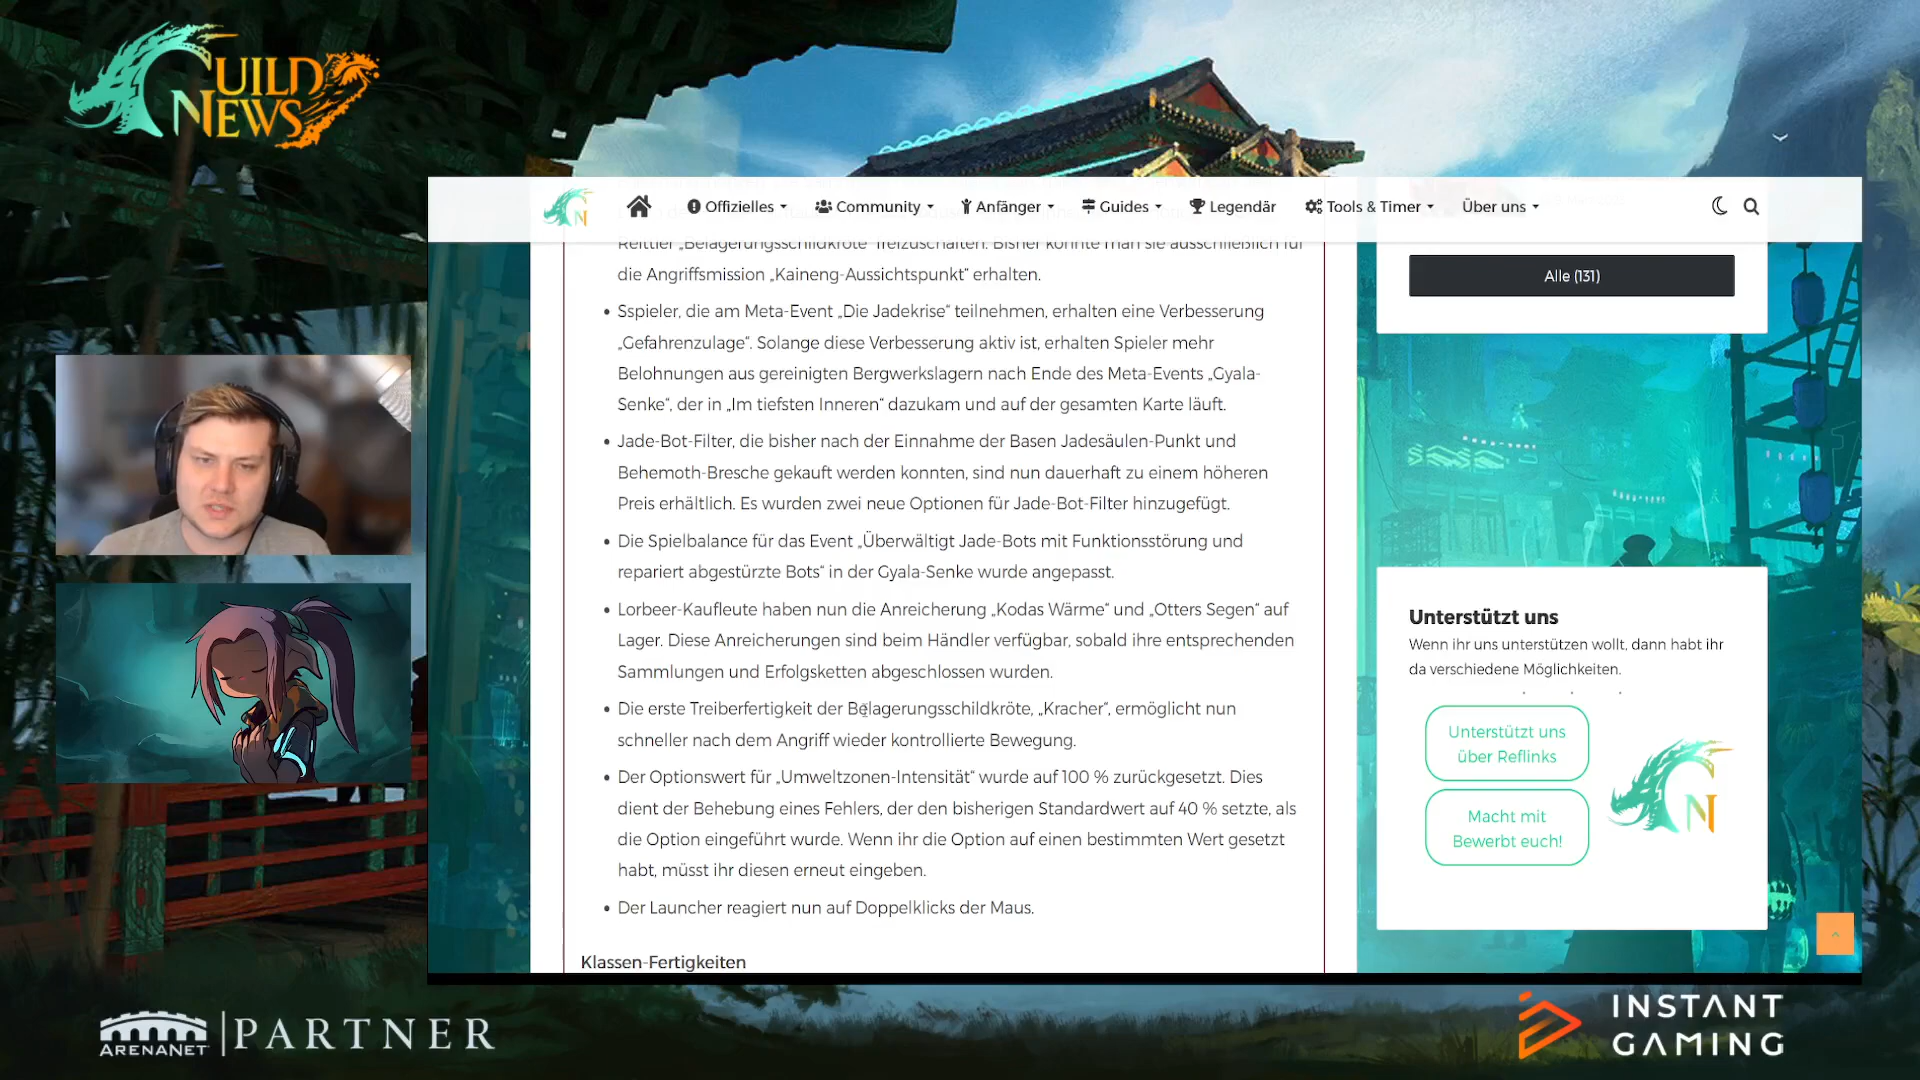 GUILD
NEWS
N
Offizielles
Community
Anfänger
Guides
Legendär
Tools & Timer
Über uns
Reittier „Belagerungsschildkröte“ freizuschalten. Bisher konnte man sie ausschließlich für
die Angriffsmission „Kaineng-Aussichtspunkt“ erhalten.
Sspieler, die am Meta-Event „Die Jadekrise“ teilnehmen, erhalten eine Verbesserung
„Gefahrenzulage“. Solange diese Verbesserung aktiv ist, erhalten Spieler mehr
Belohnungen aus gereinigten Bergwerkslagern nach Ende des Meta-Events „Gyala-
Senke“, der in „Im tiefsten Inneren“ dazukam und auf der gesamten Karte läuft.
Jade-Bot-Filter, die bisher nach der Einnahme der Basen Jadesäulen-Punkt und
Behemoth-Bresche gekauft werden konnten, sind nun dauerhaft zu einem höheren
Preis erhältlich. Es wurden zwei neue Optionen für Jade-Bot-Filter hinzugefügt.
Die Spielbalance für das Event „Überwältigt Jade-Bots mit Funktionsstörung und
repariert abgestürzte Bots“ in der Gyala-Senke wurde angepasst.
Lorbeer-Kaufleute haben nun die Anreicherung „Kodas Wärme“ und „Otters Segen“ auf
Lager. Diese Anreicherungen sind beim Händler verfügbar, sobald ihre entsprechenden
Sammlungen und Erfolgsketten abgeschlossen wurden.
Die erste Treiberfertigkeit der Belagerungsschildkröte, „Kracher“, ermöglicht nun
schneller nach dem Angriff wieder kontrollierte Bewegung.
Der Optionswert für „Umweltzonen-Intensität“ wurde auf 100 % zurückgesetzt. Dies
dient der Behebung eines Fehlers, der den bisherigen Standardwert auf 40 % setzte, als
die Option eingeführt wurde. Wenn ihr die Option auf einen bestimmten Wert gesetzt
habt, müsst ihr diesen erneut eingeben.
Der Launcher reagiert nun auf Doppelklicks der Maus.
Klassen-Fertigkeiten
Alle (131)
Unterstützt uns
Wenn ihr uns unterstützen wollt, dann habt ihr
da verschiedene Möglichkeiten.
Unterstützt uns
über Reflinks
Macht mit
Bewerbt euch!
N
ARENANET
PARTNER
INSTANT
GAMING